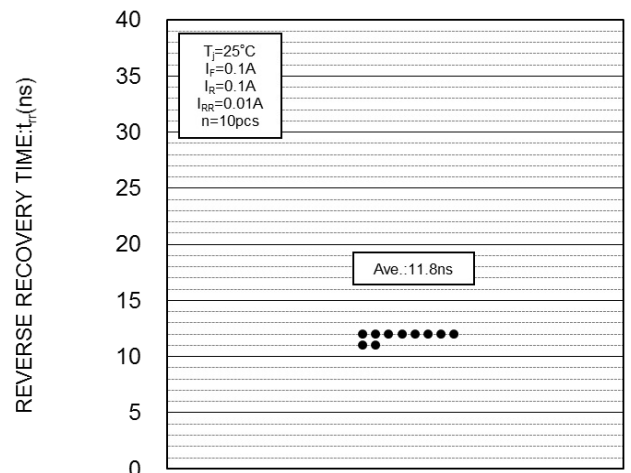 REVERSE RECOVERY TIME:trr(ns)
40
35
30
25
20
15
10
5
0
Tj=25°C
IF=0.1A
IR=0.1A
IRR=0.01A
n=10pcs
Ave.:11.8ns